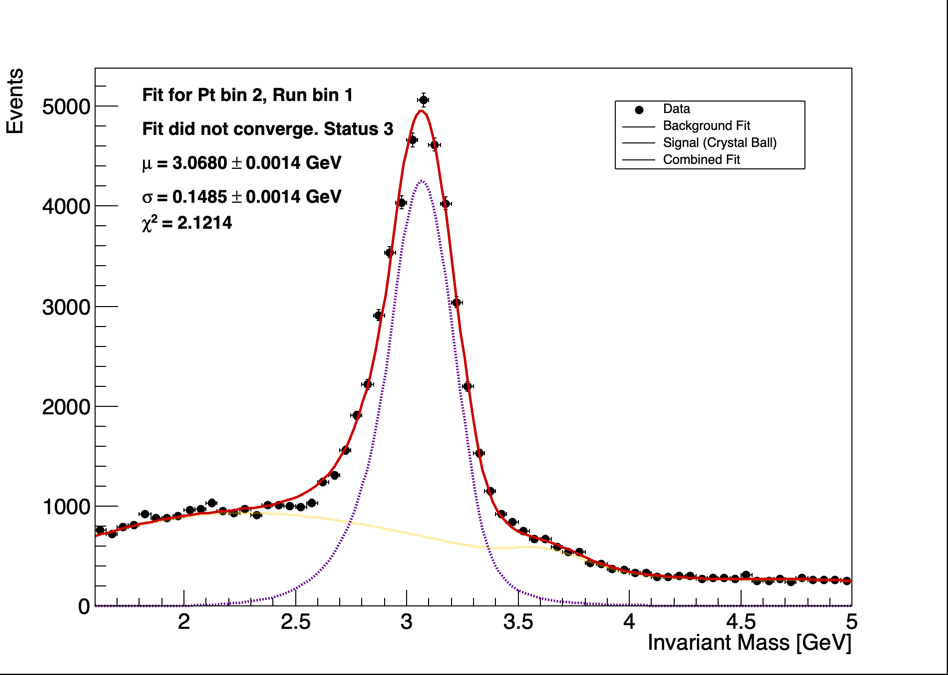 Events
Fit for Pt bin 2, Run bin 1
Fit did not converge. Status 3
μ = 3.0680 ± 0.0014 GeV
σ = 0.1485 ± 0.0014 GeV
χ² = 2.1214
Data
Background Fit
Signal (Crystal Ball)
Combined Fit
5000
4000
3000
2000
1000
0
2 2.5 3 3.5 4 4.5 5
Invariant Mass [GeV]